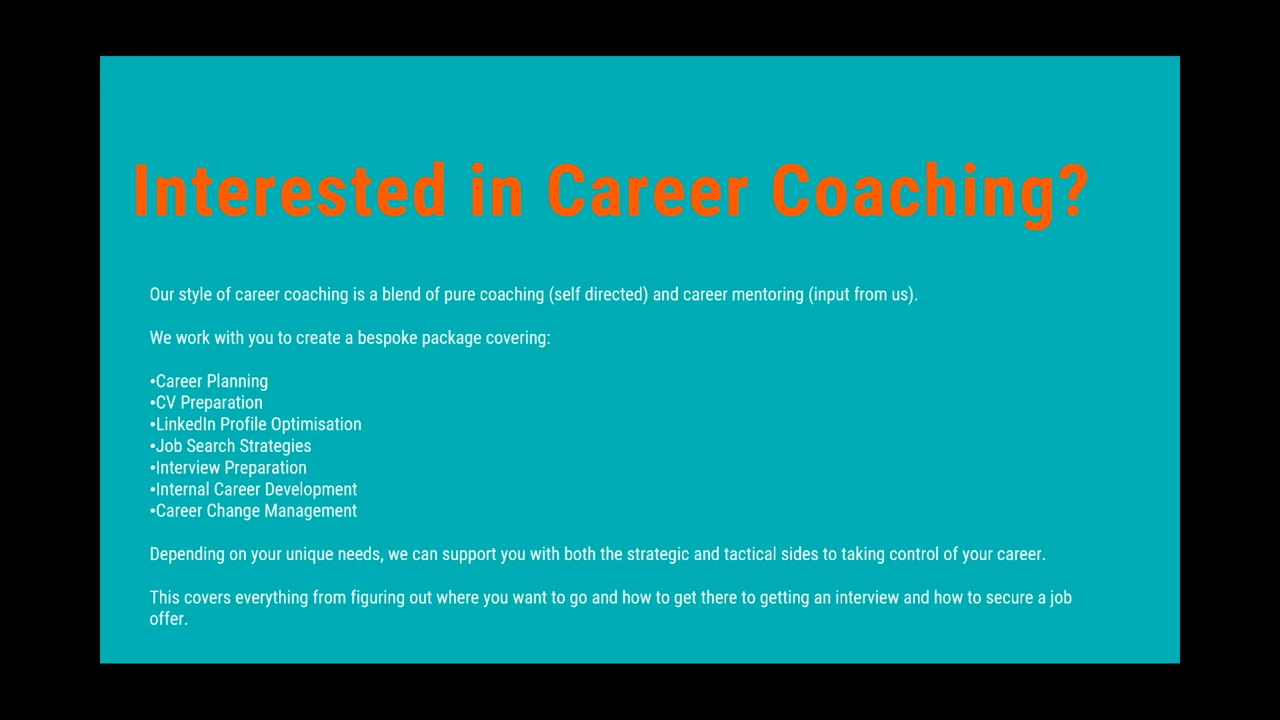 Interested in Career Coaching?
Our style of career coaching is a blend of pure coaching (self directed) and career mentoring (input from us).
We work with you to create a bespoke package covering:
•Career Planning
•CV Preparation
•LinkedIn Profile Optimisation
•Job Search Strategies
•Interview Preparation
•Internal Career Development
•Career Change Management
Depending on your unique needs, we can support you with both the strategic and tactical sides to taking control of your career.
This covers everything from figuring out where you want to go and how to get there to getting an interview and how to secure a job
offer.